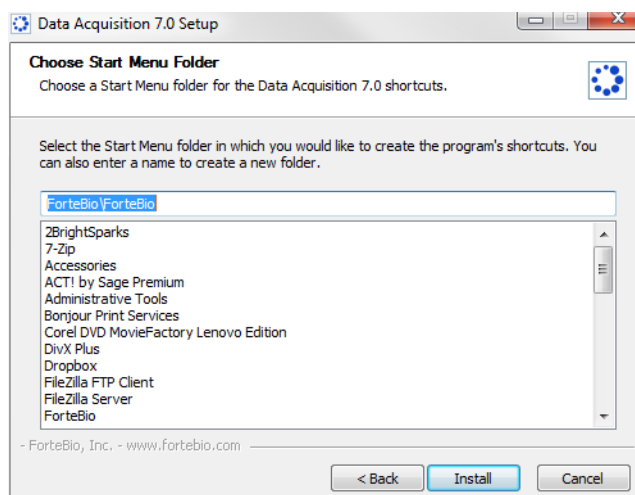 Data Acquisition 7.0 Setup
Choose Start Menu Folder
Choose a Start Menu folder for the Data Acquisition 7.0 shortcuts.
Select the Start Menu folder in which you would like to create the program's shortcuts. You
can also enter a name to create a new folder.
ForteBio\ForteBio
2BrightSparks
7-Zip
Accessories
ACT! by Sage Premium
Administrative Tools
Bonjour Print Services
Corel DVD MovieFactory Lenovo Edition
DivX Plus
Dropbox
FileZilla FTP Client
FileZilla Server
ForteBio
- ForteBio, Inc. - www.fortebio.com
< Back Install Cancel